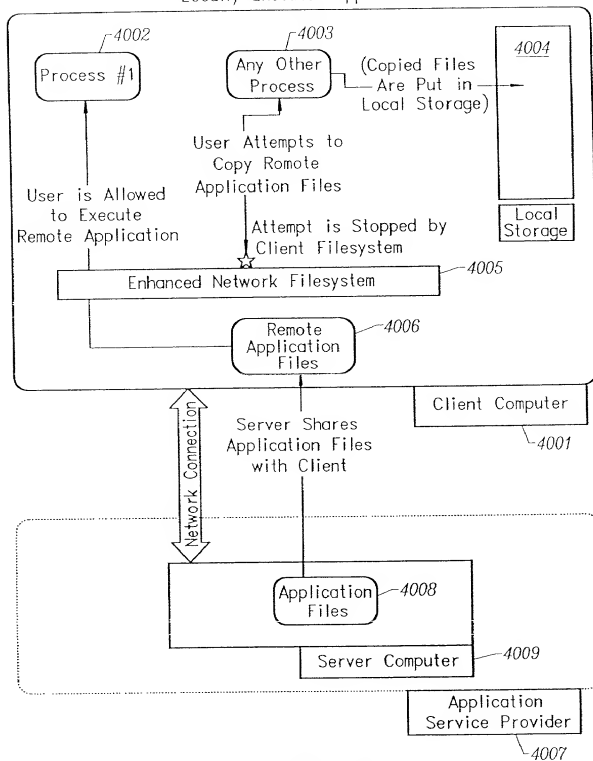 4002
4003
4004
Process #1
Any Other
Process
(Copied Files
Are Put in
Local Storage)
User Attempts to
Copy Romote
Application Files
User is Allowed
to Execute
Remote Application
Attempt is Stopped by
Client Filesystem
Local
Storage
4005
Enhanced Network Filesystem
Remote
Application
Files
4006
Client Computer
4001
Network Connection
Server Shares
Application Files
with Client
Application
Files
4008
Server Computer
4009
Application
Service Provider
4007